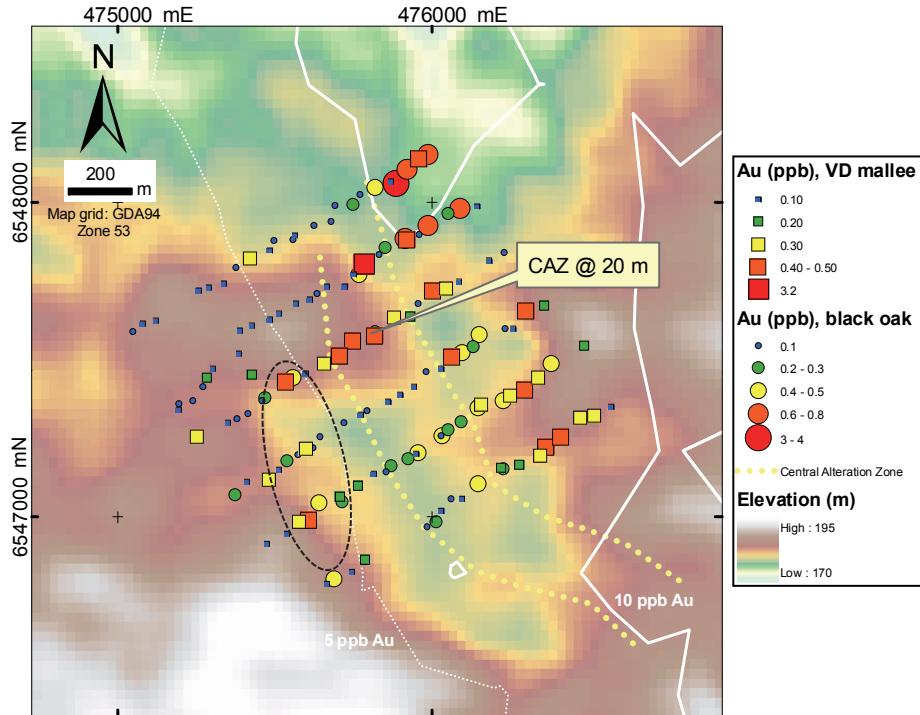 475000 mE
476000 mE
N
200
m
Map grid: GDA94
Zone 53
6548000 mN
6547000 mN
CAZ @ 20 m
5 ppb Au
10 ppb Au
Au (ppb), VD mallee
0.10
0.20
0.30
0.40 - 0.50
3.2
Au (ppb), black oak
0.1
0.2 - 0.3
0.4 - 0.5
0.6 - 0.8
3 - 4
Central Alteration Zone
Elevation (m)
High : 195
Low : 170